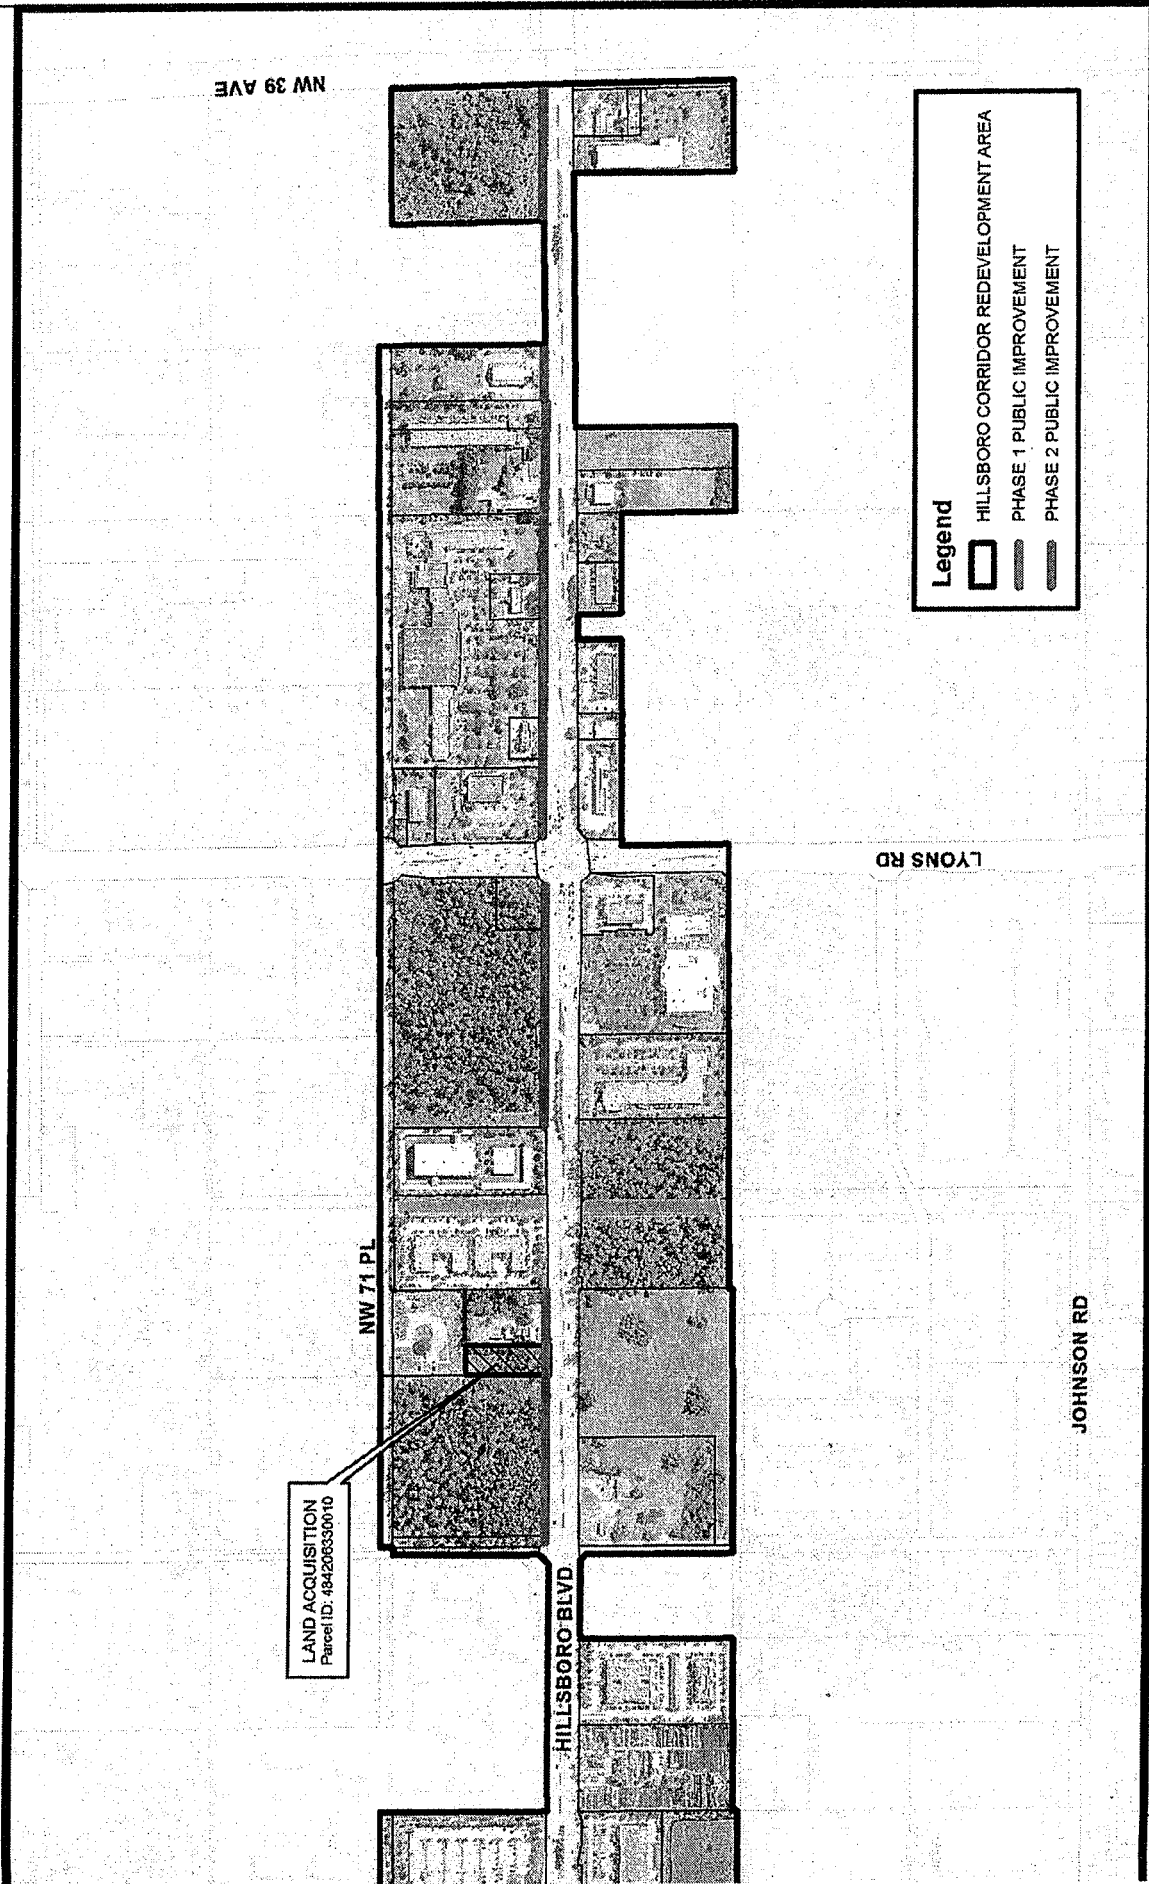 NW 39 AVE
Legend
HILLSBORO CORRIDOR REDEVELOPMENT AREA
PHASE 1 PUBLIC IMPROVEMENT
PHASE 2 PUBLIC IMPROVEMENT
LYONS RD
NW 71 PL
JOHNSON RD
LAND ACQUISITION
Parcel ID: 484206330010
HILLSBORO BLVD